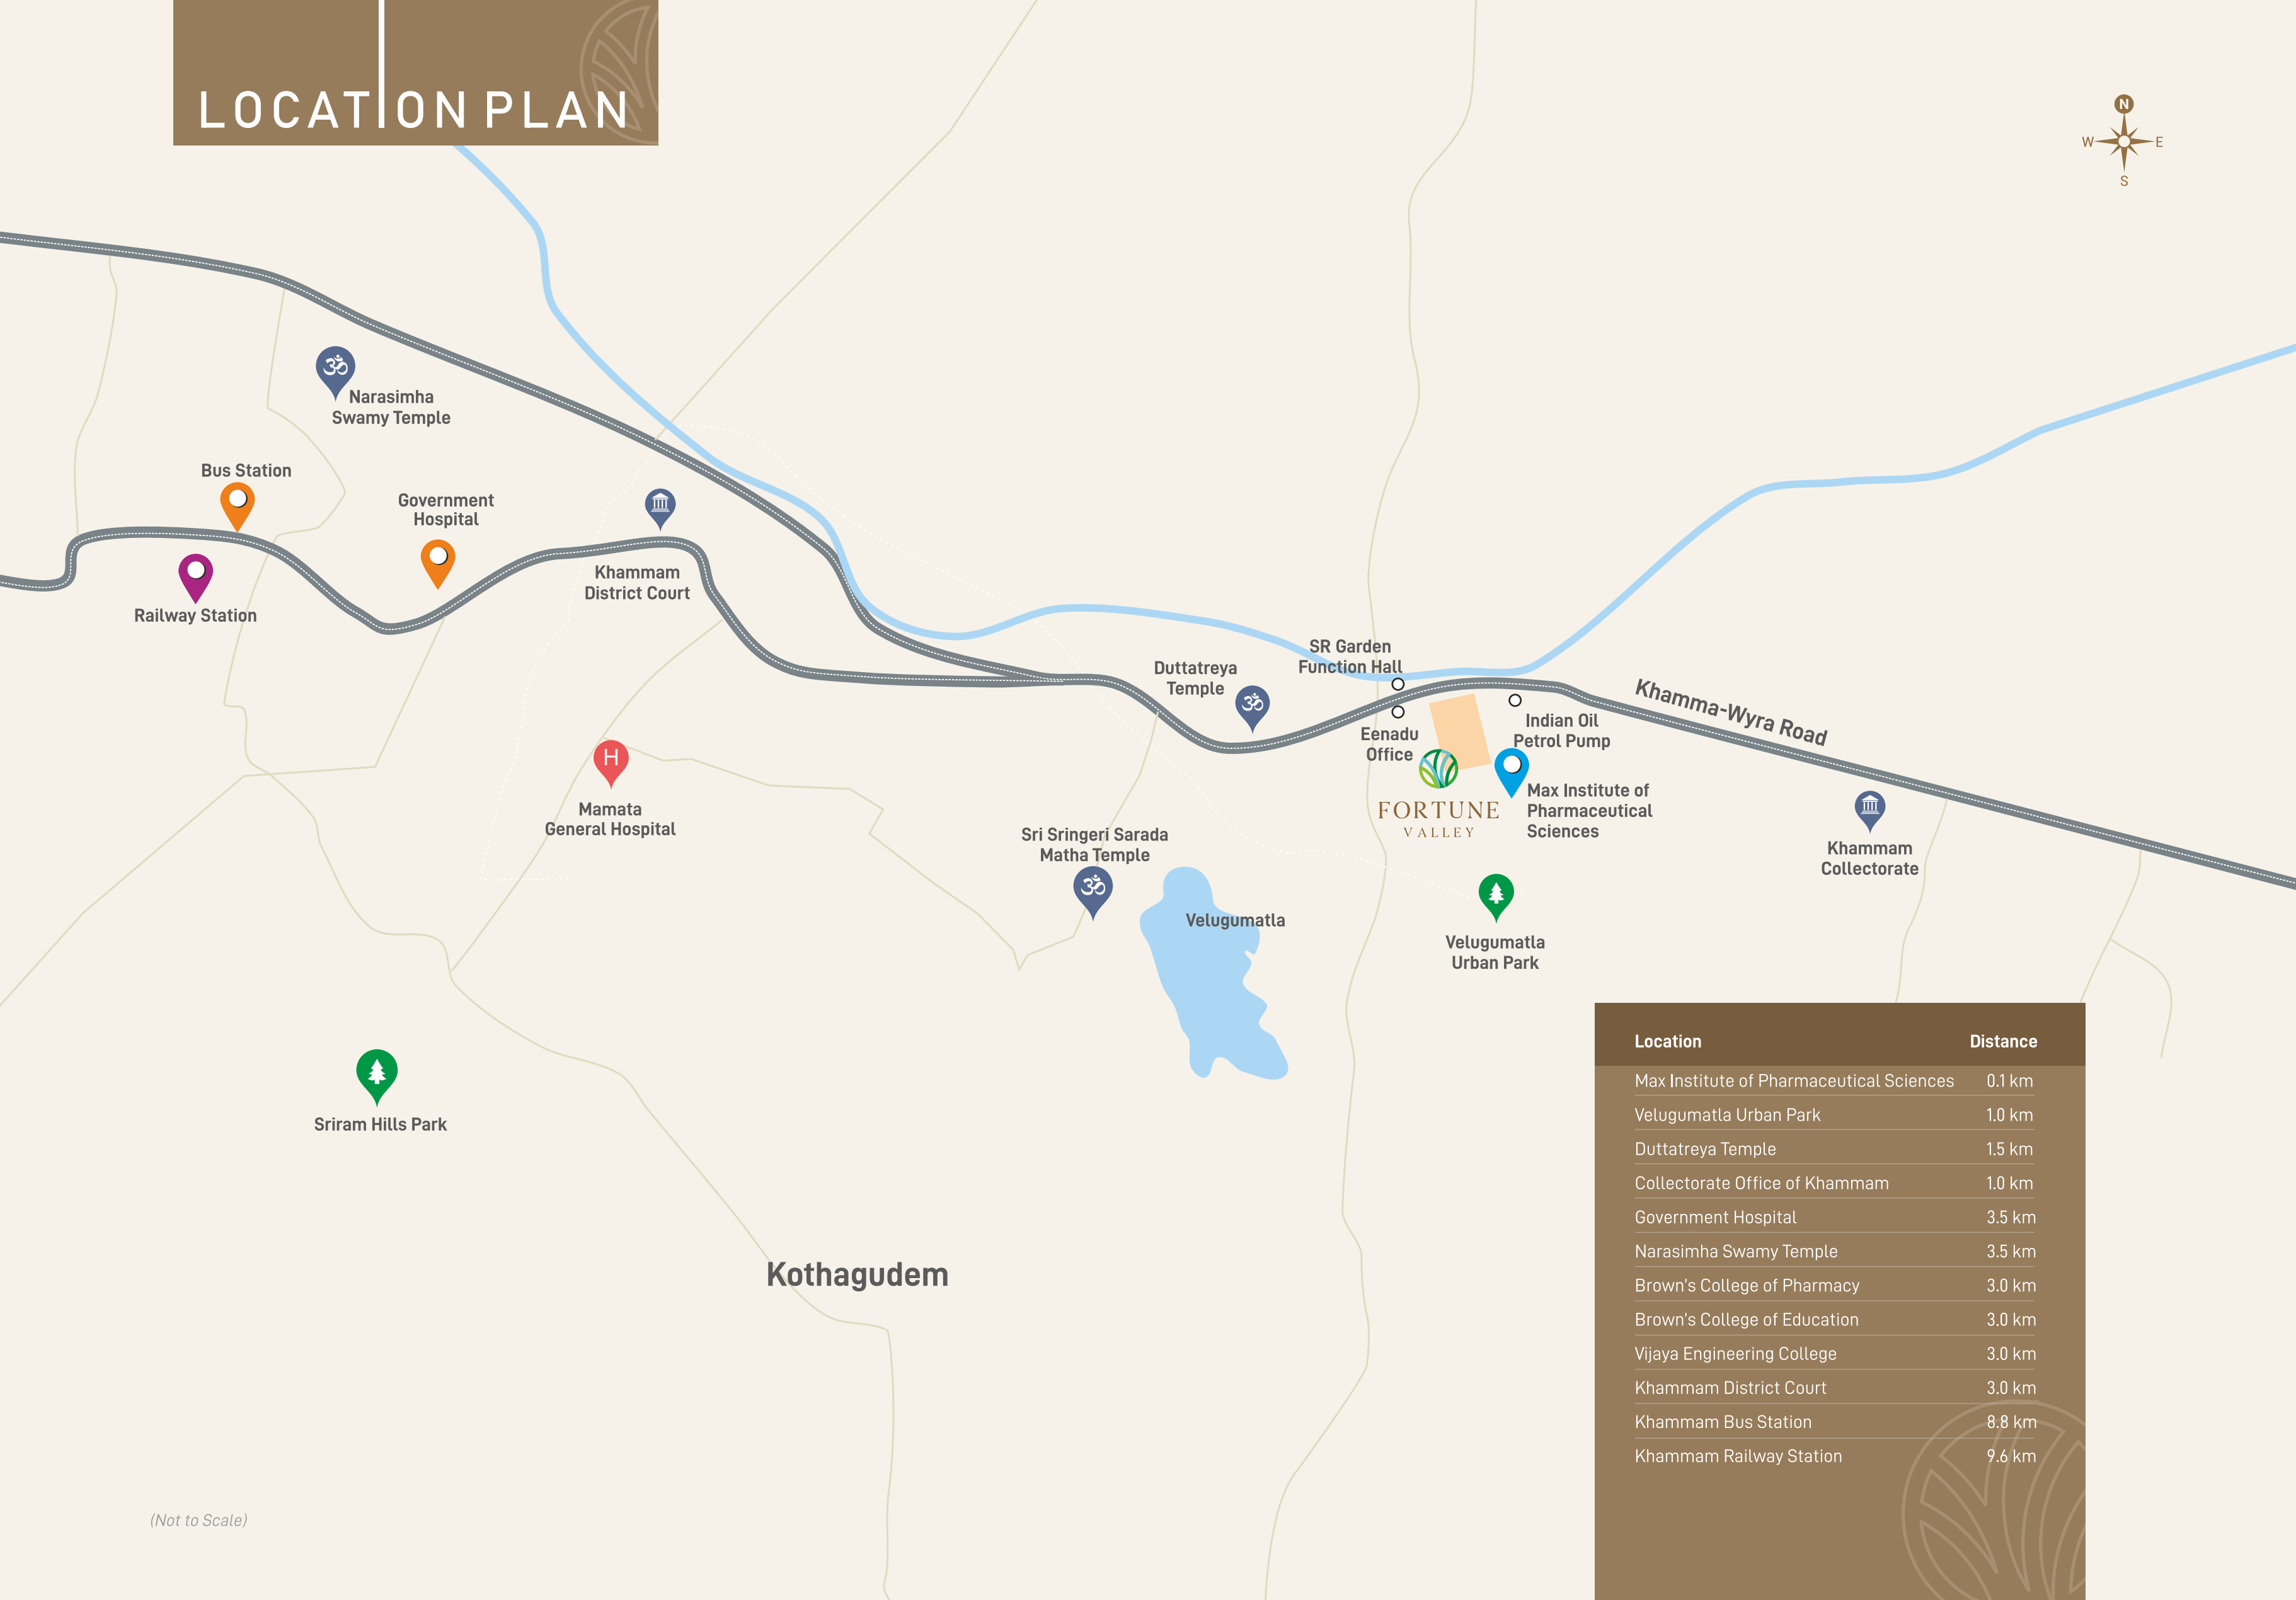 LOCATION PLAN
N
W E
S
Narasimha
Swamy Temple
Bus Station
Government
Hospital
Railway Station
Khammam
District Court
SR Garden
Function Hall
Duttatreya
Temple
Khamma-Wyra Road
Indian Oil
Petrol Pump
Eenadu
Office
H
Mamata
General Hospital
Max Institute of
Pharmaceutical
Sciences
FORTUNE
VALLEY
Sri Sringeri Sarada
Matha Temple
Khammam
Collectorate
Velugumatla
Velugumatla
Urban Park
Sriram Hills Park
Kothagudem
(Not to Scale)
Location Distance
Max Institute of Pharmaceutical Sciences 0.1 km
Velugumatla Urban Park 1.0 km
Duttatreya Temple 1.5 km
Collectorate Office of Khammam 1.0 km
Government Hospital 3.5 km
Narasimha Swamy Temple 3.5 km
Brown's College of Pharmacy 3.0 km
Brown's College of Education 3.0 km
Vijaya Engineering College 3.0 km
Khammam District Court 3.0 km
Khammam Bus Station 8.8 km
Khammam Railway Station 9.6 km